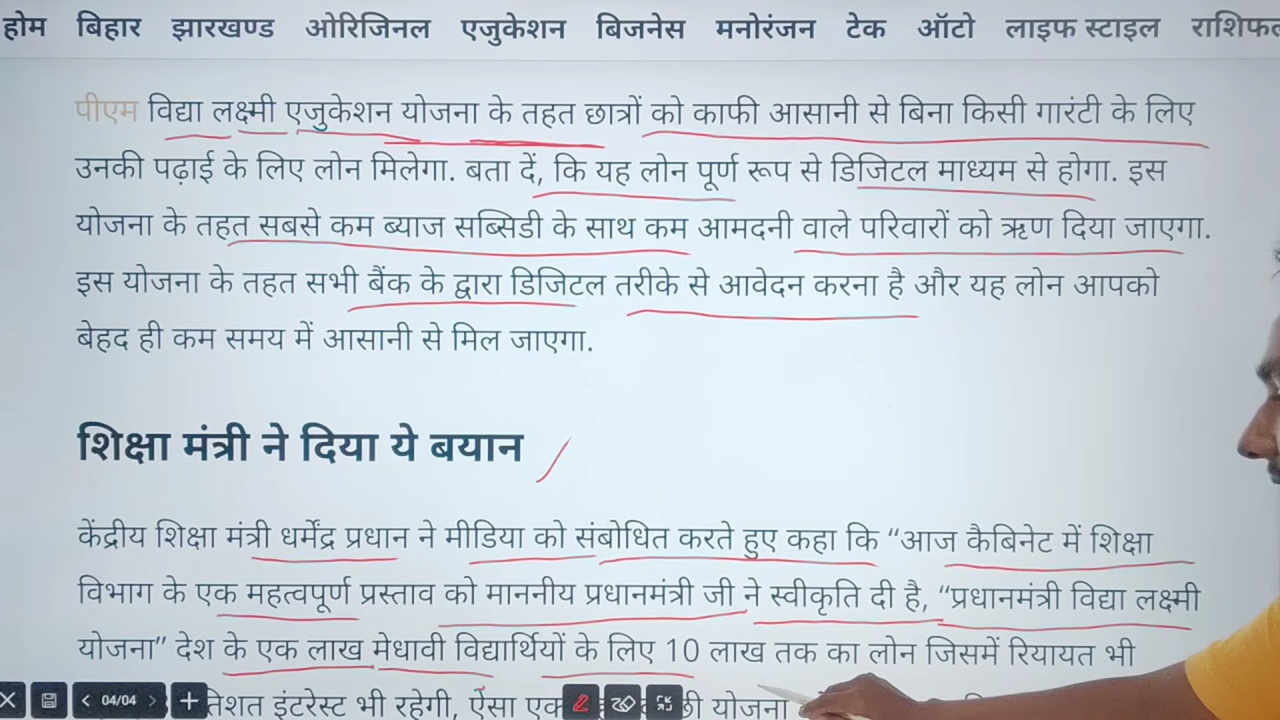 होम बिहार झारखण्ड ओरिजिनल एजुकेशन बिजनेस मनोरंजन टेक ऑटो लाइफ स्टाइल
पीएम विद्या लक्ष्मी एजुकेशन योजना के तहत छात्रों को काफी आसानी से बिना किसी गारंटी के लिए
उनकी पढ़ाई के लिए लोन मिलेगा. बता दें, कि यह लोन पूर्ण रूप से डिजिटल माध्यम से होगा. इस
योजना के तहत सबसे कम ब्याज सब्सिडी के साथ कम आमदनी वाले परिवारों को ऋण दिया जाएगा.
इस योजना के तहत सभी बैंक के द्वारा डिजिटल तरीके से आवेदन करना है और यह लोन आपको
बेहद ही कम समय में आसानी से मिल जाएगा.
शिक्षा मंत्री ने दिया ये बयान
केंद्रीय शिक्षा मंत्री धर्मेंद्र प्रधान ने मीडिया को संबोधित करते हुए कहा कि “आज कैबिनेट में शिक्षा
विभाग के एक महत्वपूर्ण प्रस्ताव को माननीय प्रधानमंत्री जी ने स्वीकृति दी है, “प्रधानमंत्री विद्या लक्ष्मी
योजना” देश के एक लाख मेधावी विद्यार्थियों के लिए 10 लाख तक का लोन जिसमें रियायत भी
इंटरेस्ट भी रहेगी, ऐसा एक योजना
04/04